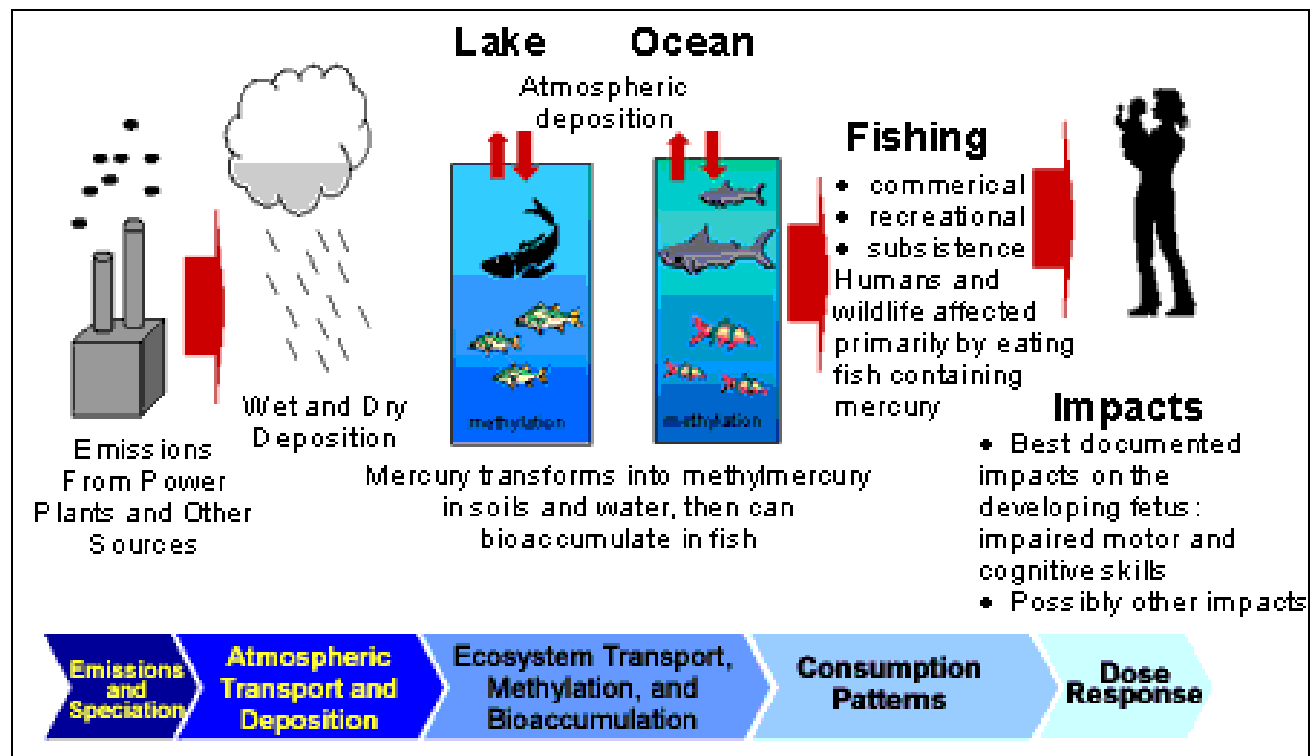 Lake
Ocean
Atmospheric
deposition
Fishing
• commerical
• recreational
• subsistence
Humans and
wildlife affected
primarily by eating
fish containing
mercury
methylation
methylation
Wet and Dry
Deposition
Emissions
From Power
Plants and Other
Sources
Mercury transforms into methylmercury
in soils and water, then can
bioaccumulate in fish
Impacts
• Best documented
impacts on the
developing fetus:
impaired motor and
cognitive skills
• Possibly other impacts
Emissions
and
Speciation
Atmospheric
Transport and
Deposition
Ecosystem Transport,
Methylation, and
Bioaccumulation
Consumption
Patterns
Dose
Response